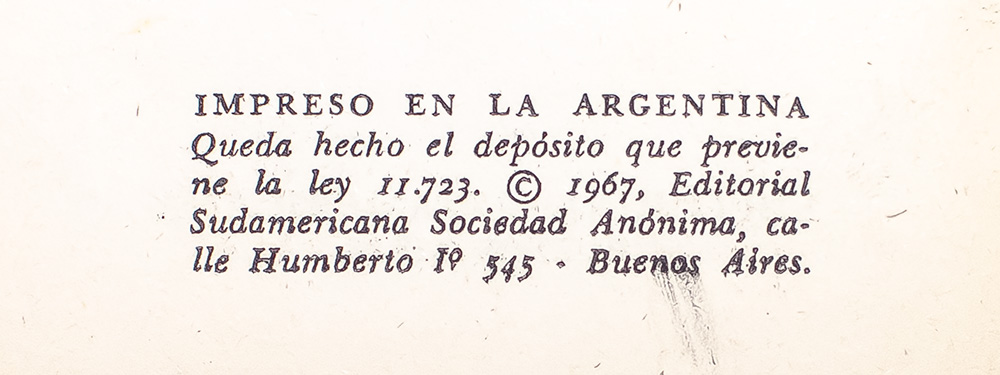 IMPRESO EN LA ARGENTINA
Queda hecho el depósito que previe-
ne la ley 11.723. © 1967, Editorial
Sudamericana Sociedad Anónima, ca-
lle Humberto Iº 545 - Buenos Aires.